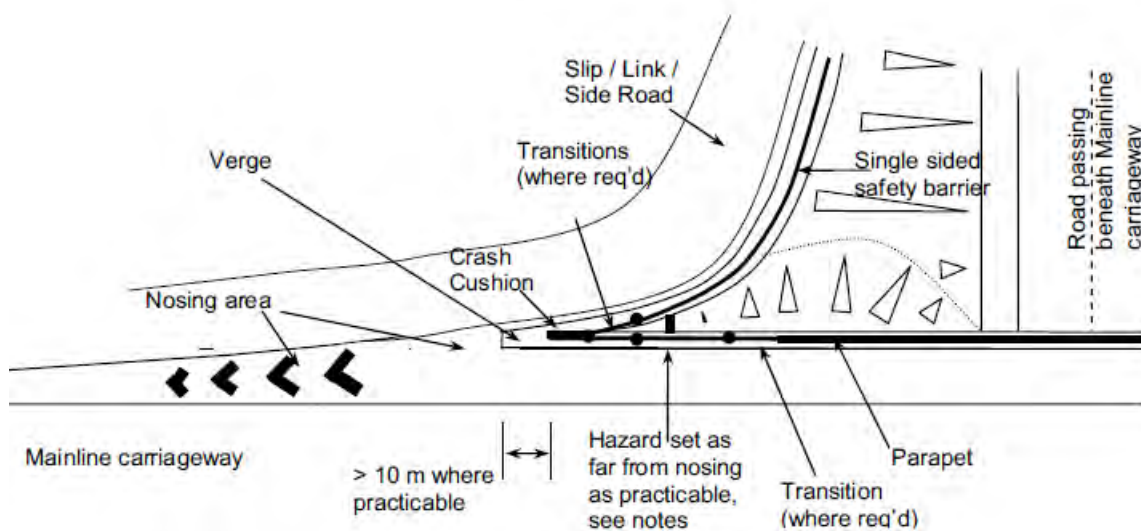 Slip / Link /
Side Road
Verge
Transitions
(where req'd)
Single sided
safety barrier
Road passing
beneath Mainline
carriageway
Crash
Cushion
Nosing area
Mainline carriageway
> 10 m where
practicable
Hazard set as
far from nosing
as practicable,
see notes
Parapet
Transition
(where req'd)